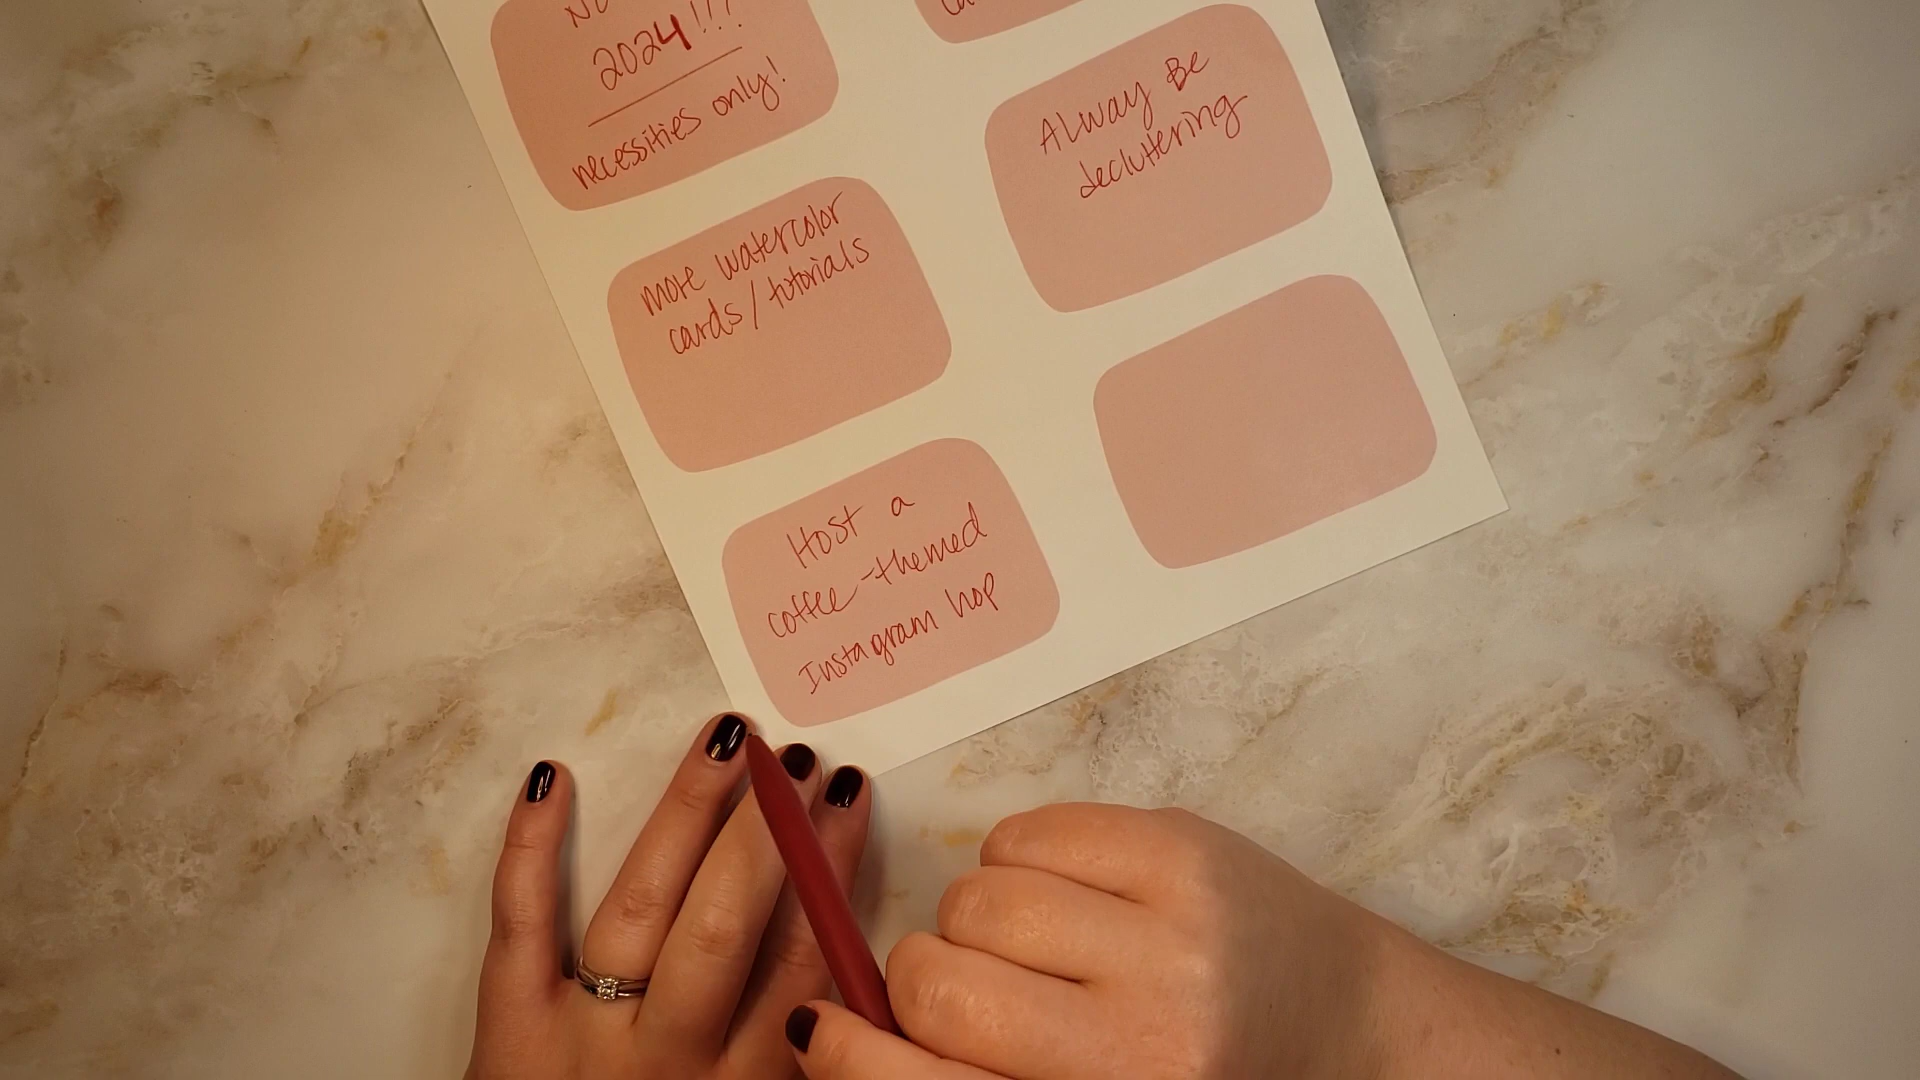 2024!!!
necessities only!
more watercolor
cards/tutorials
Host a
coffee-themed
Instagram hop
Alway Be
decluttering